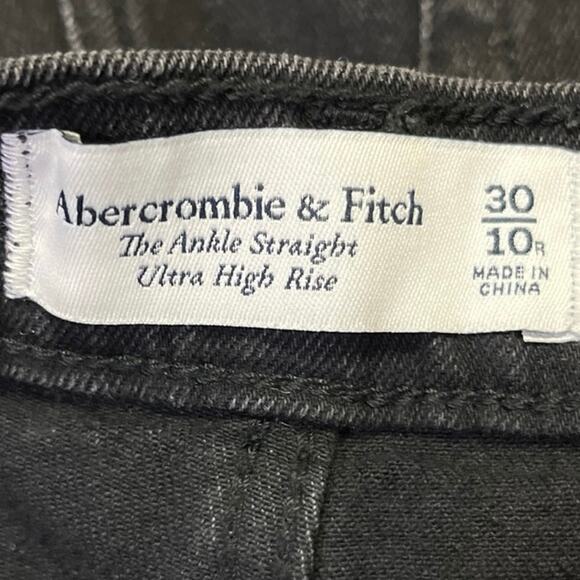 Abercrombie & Fitch
The Ankle Straight
Ultra High Rise
30
10R
MADE IN
CHINA